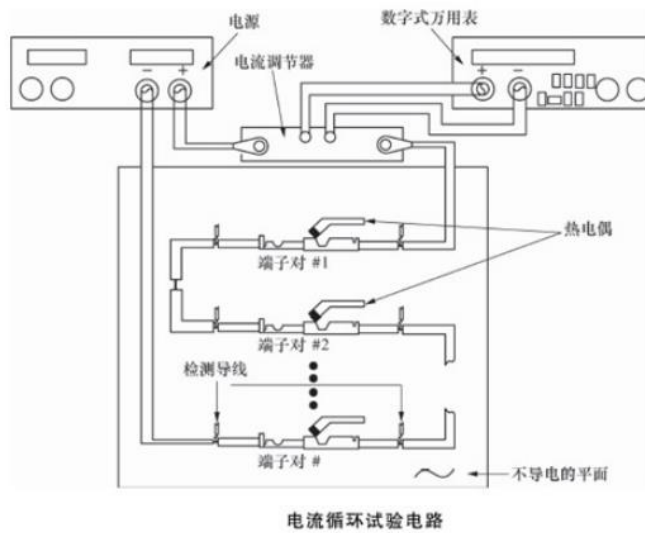 电源
数字式万用表
电流调节器
− +
+ −
热电偶
端子对 #1
端子对 #2
检测导线
端子对 #
不导电的平面
电流循环试验电路